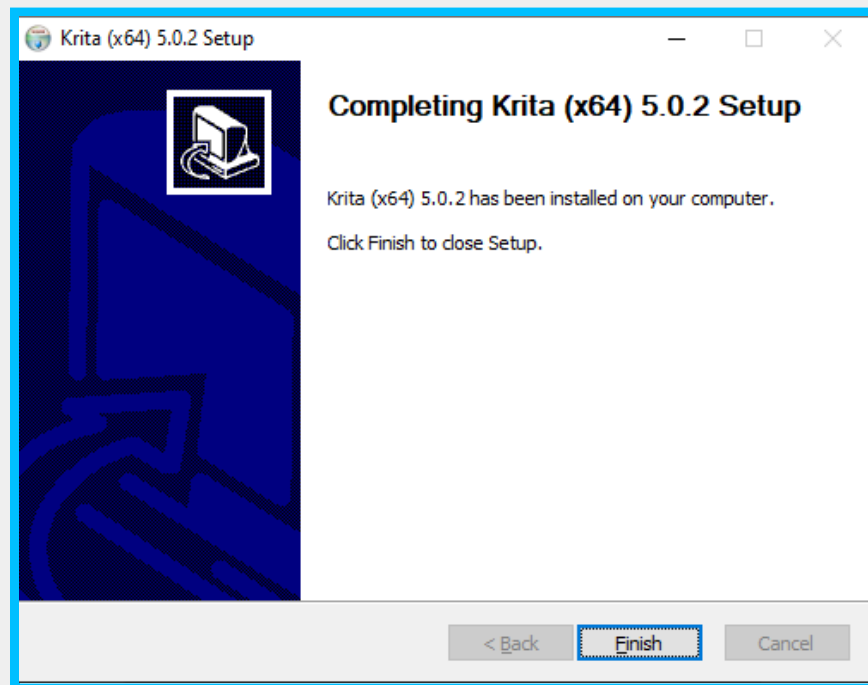 Krita (x64) 5.0.2 Setup
Completing Krita (x64) 5.0.2 Setup
Krita (x64) 5.0.2 has been installed on your computer.
Click Finish to close Setup.
< Back Finish Cancel